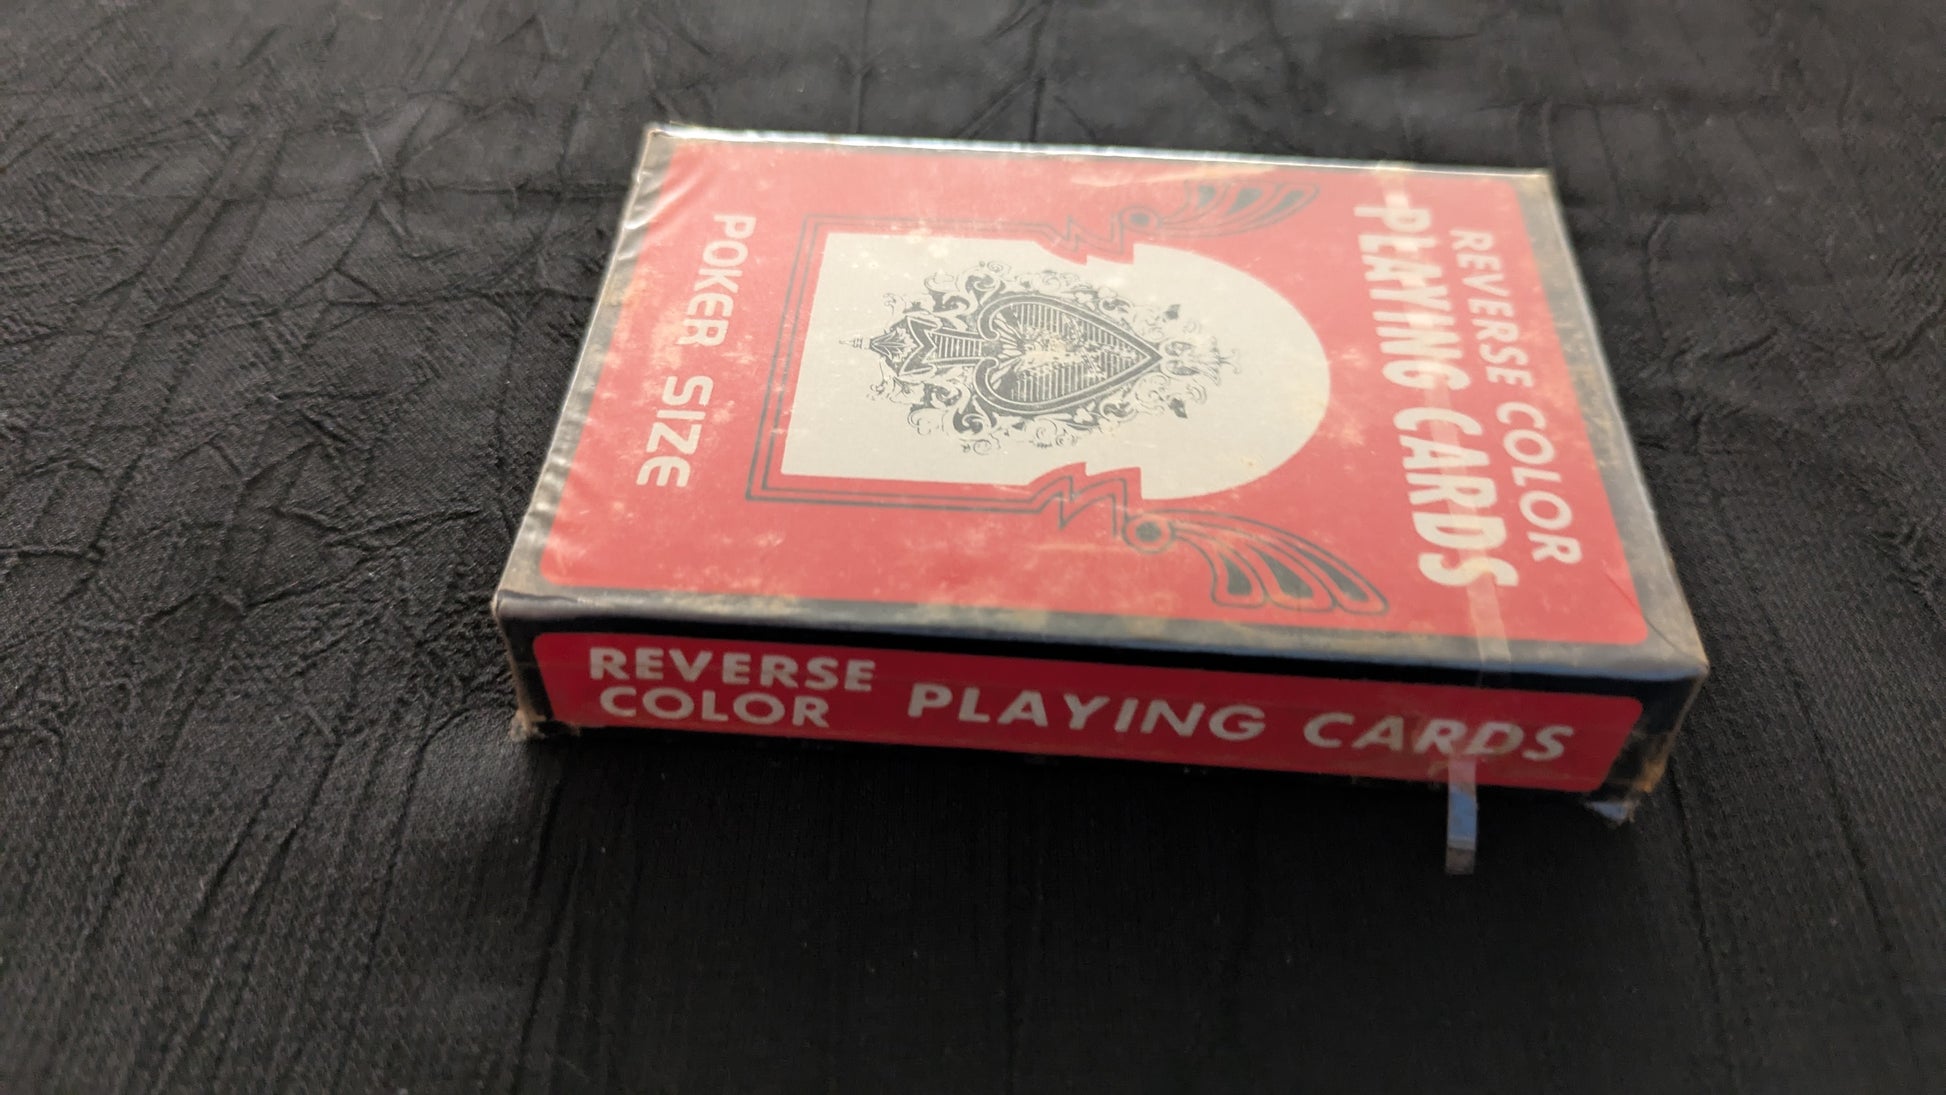 REVERSE COLOR
PLAYING CARDS
POKER SIZE
REVERSE
COLOR
PLAYING CARDS